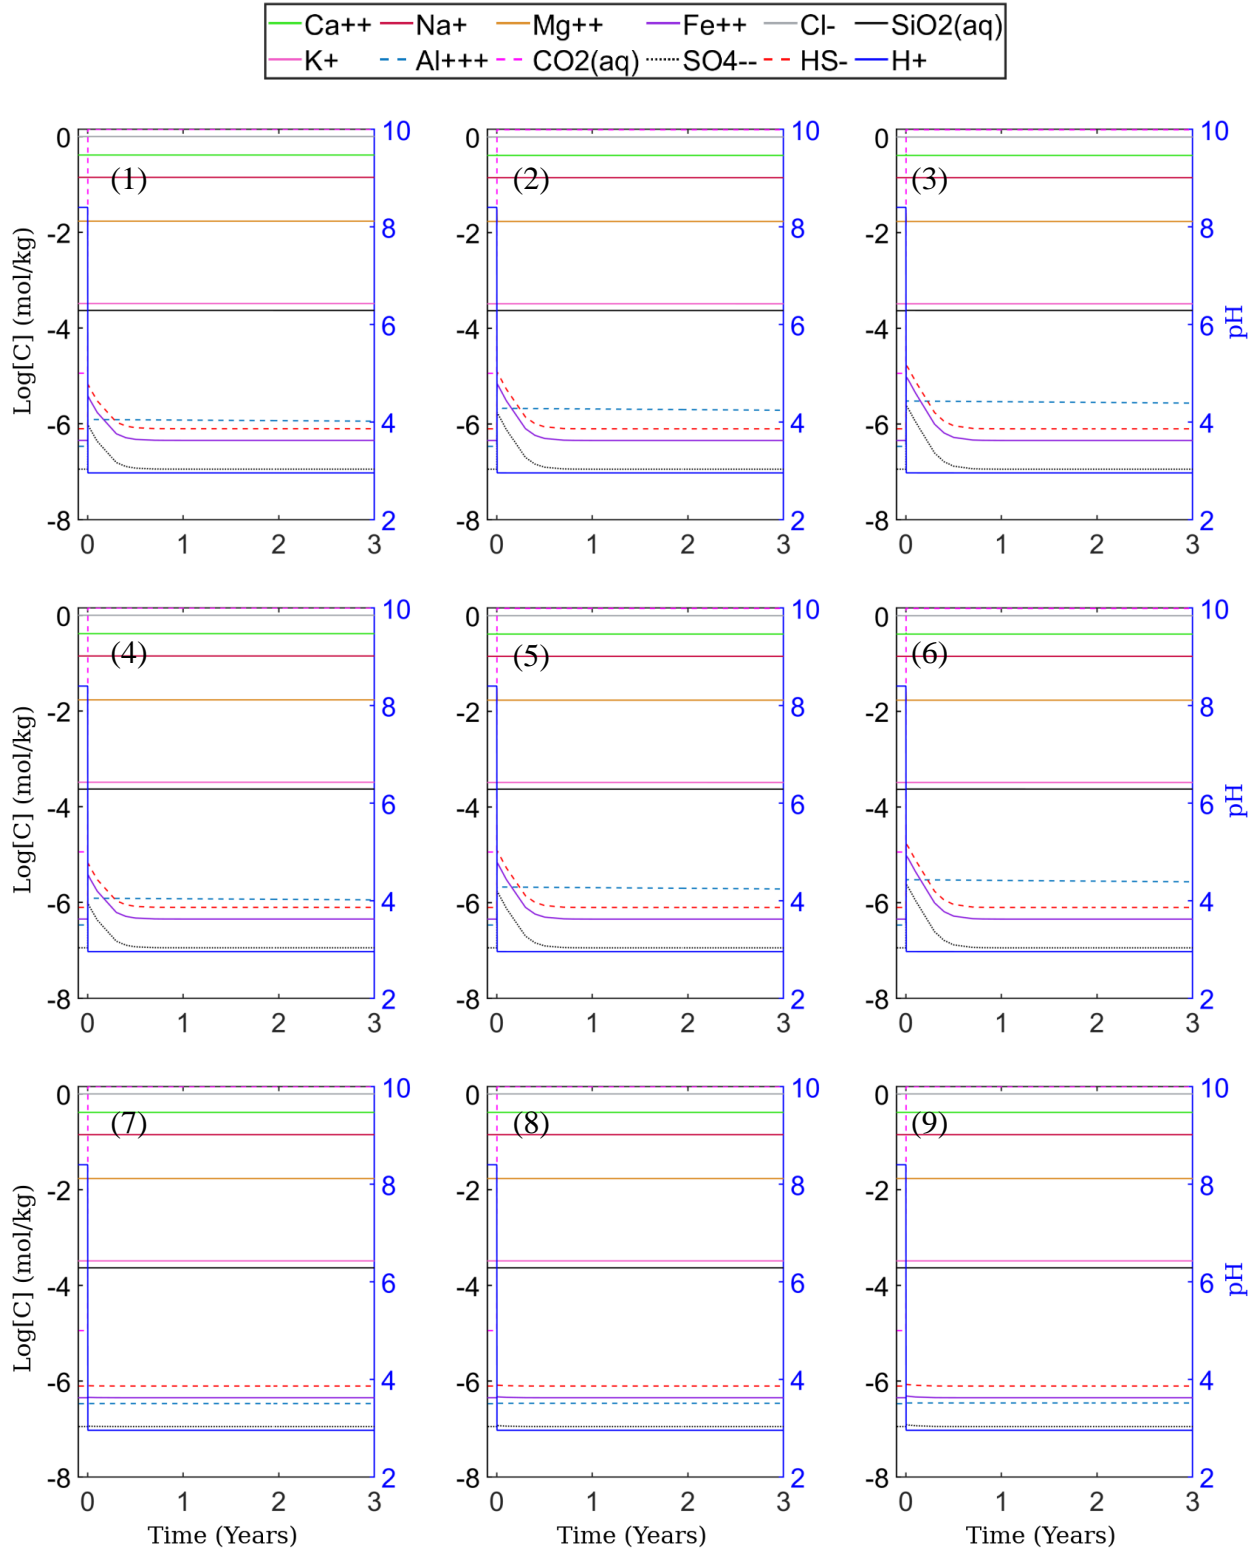 Ca++ Na+ Mg++ Fe++ Cl- SiO2(aq)
K+ Al+++ CO2(aq) SO4-- HS- H+
0 10 0 10 0 10
(1) (2) (3)
-2 8 -2 8 -2 8
Log[C] (mol/kg)
-4 6 -4 6 -4 6
pH
-6 4 -6 4 -6 4
-8 2 -8 2 -8 2
0 1 2 3 0 1 2 3 0 1 2 3
0 10 0 10 0 10
(4) (5) (6)
-2 8 -2 8 -2 8
Log[C] (mol/kg)
-4 6 -4 6 -4 6
pH
-6 4 -6 4 -6 4
-8 2 -8 2 -8 2
0 1 2 3 0 1 2 3 0 1 2 3
0 10 0 10 0 10
(7) (8) (9)
-2 8 -2 8 -2 8
Log[C] (mol/kg)
-4 6 -4 6 -4 6
pH
-6 4 -6 4 -6 4
-8 2 -8 2 -8 2
0 1 2 3 0 1 2 3 0 1 2 3
Time (Years) Time (Years) Time (Years)